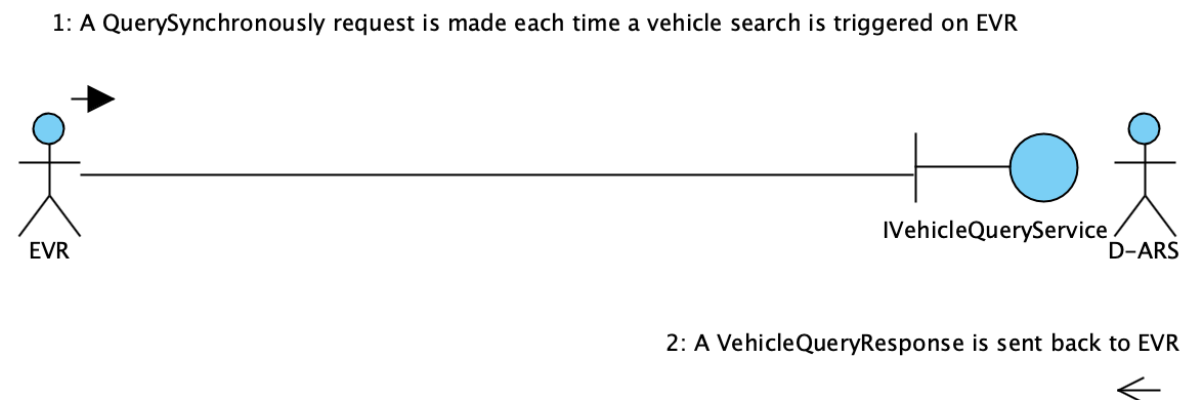 1: A QuerySynchronously request is made each time a vehicle search is triggered on EVR
EVR
IVehicleQueryService
D-ARS
2: A VehicleQueryResponse is sent back to EVR